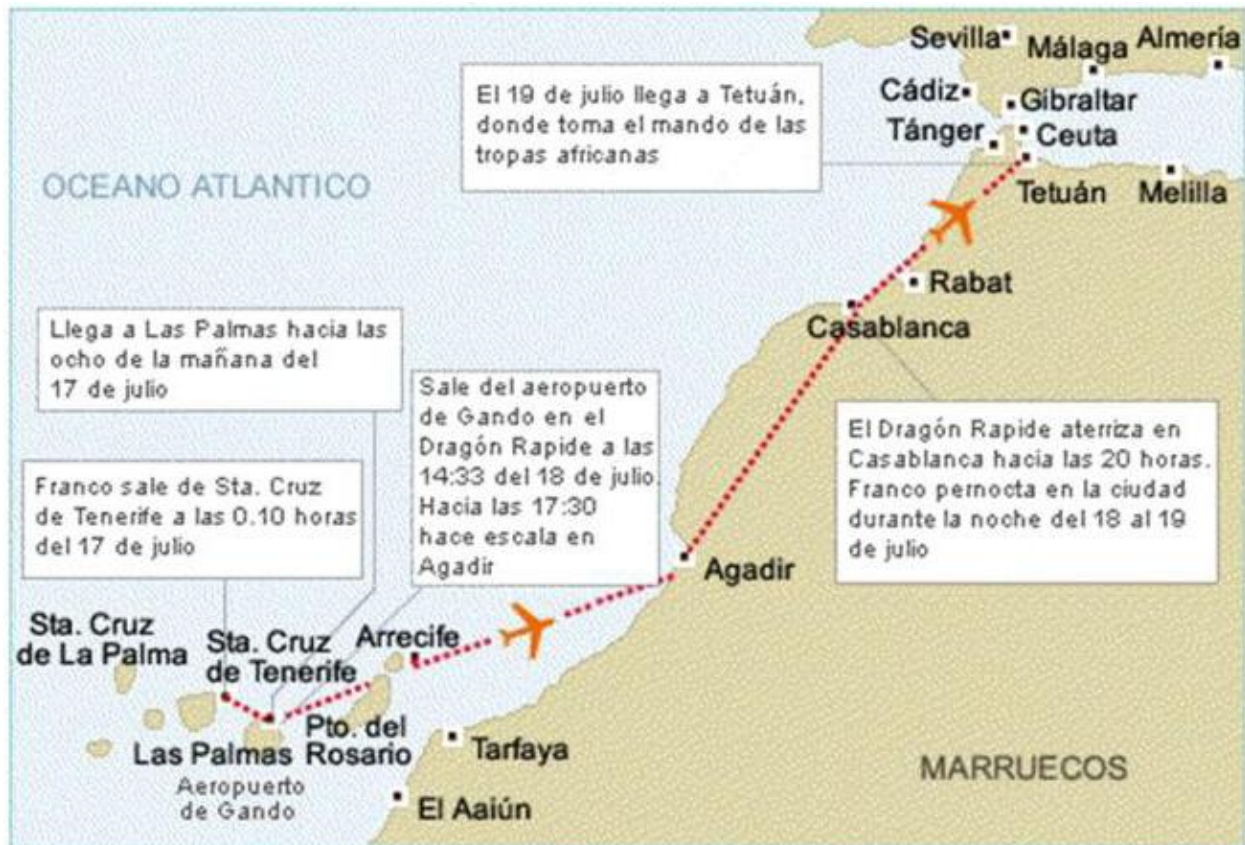 Sevilla
Málaga
Almería
El 19 de julio llega a Tetuán,
donde toma el mando de las
tropas africanas
Cádiz
Gibraltar
Tánger
Ceuta
OCEANO ATLANTICO
Tetuán
Melilla
Rabat
Casablanca
Llega a Las Palmas hacia las
ocho de la mañana del
17 de julio
Sale del aeropuerto
de Gando en el
Dragón Rapide a las
14:33 del 18 de julio.
Hacia las 17:30
hace escala en
Agadir
El Dragón Rapide aterriza en
Casablanca hacia las 20 horas.
Franco pernocta en la ciudad
durante la noche del 18 al 19
de julio
Franco sale de Sta. Cruz
de Tenerife a las 0.10 horas
del 17 de julio
Agadir
Sta. Cruz
de La Palma
Sta. Cruz
de Tenerife
Arrecife
Pto. del
Rosario
Las Palmas
Aeropuerto
de Gando
Tarfaya
MARRUECOS
El Aaiún